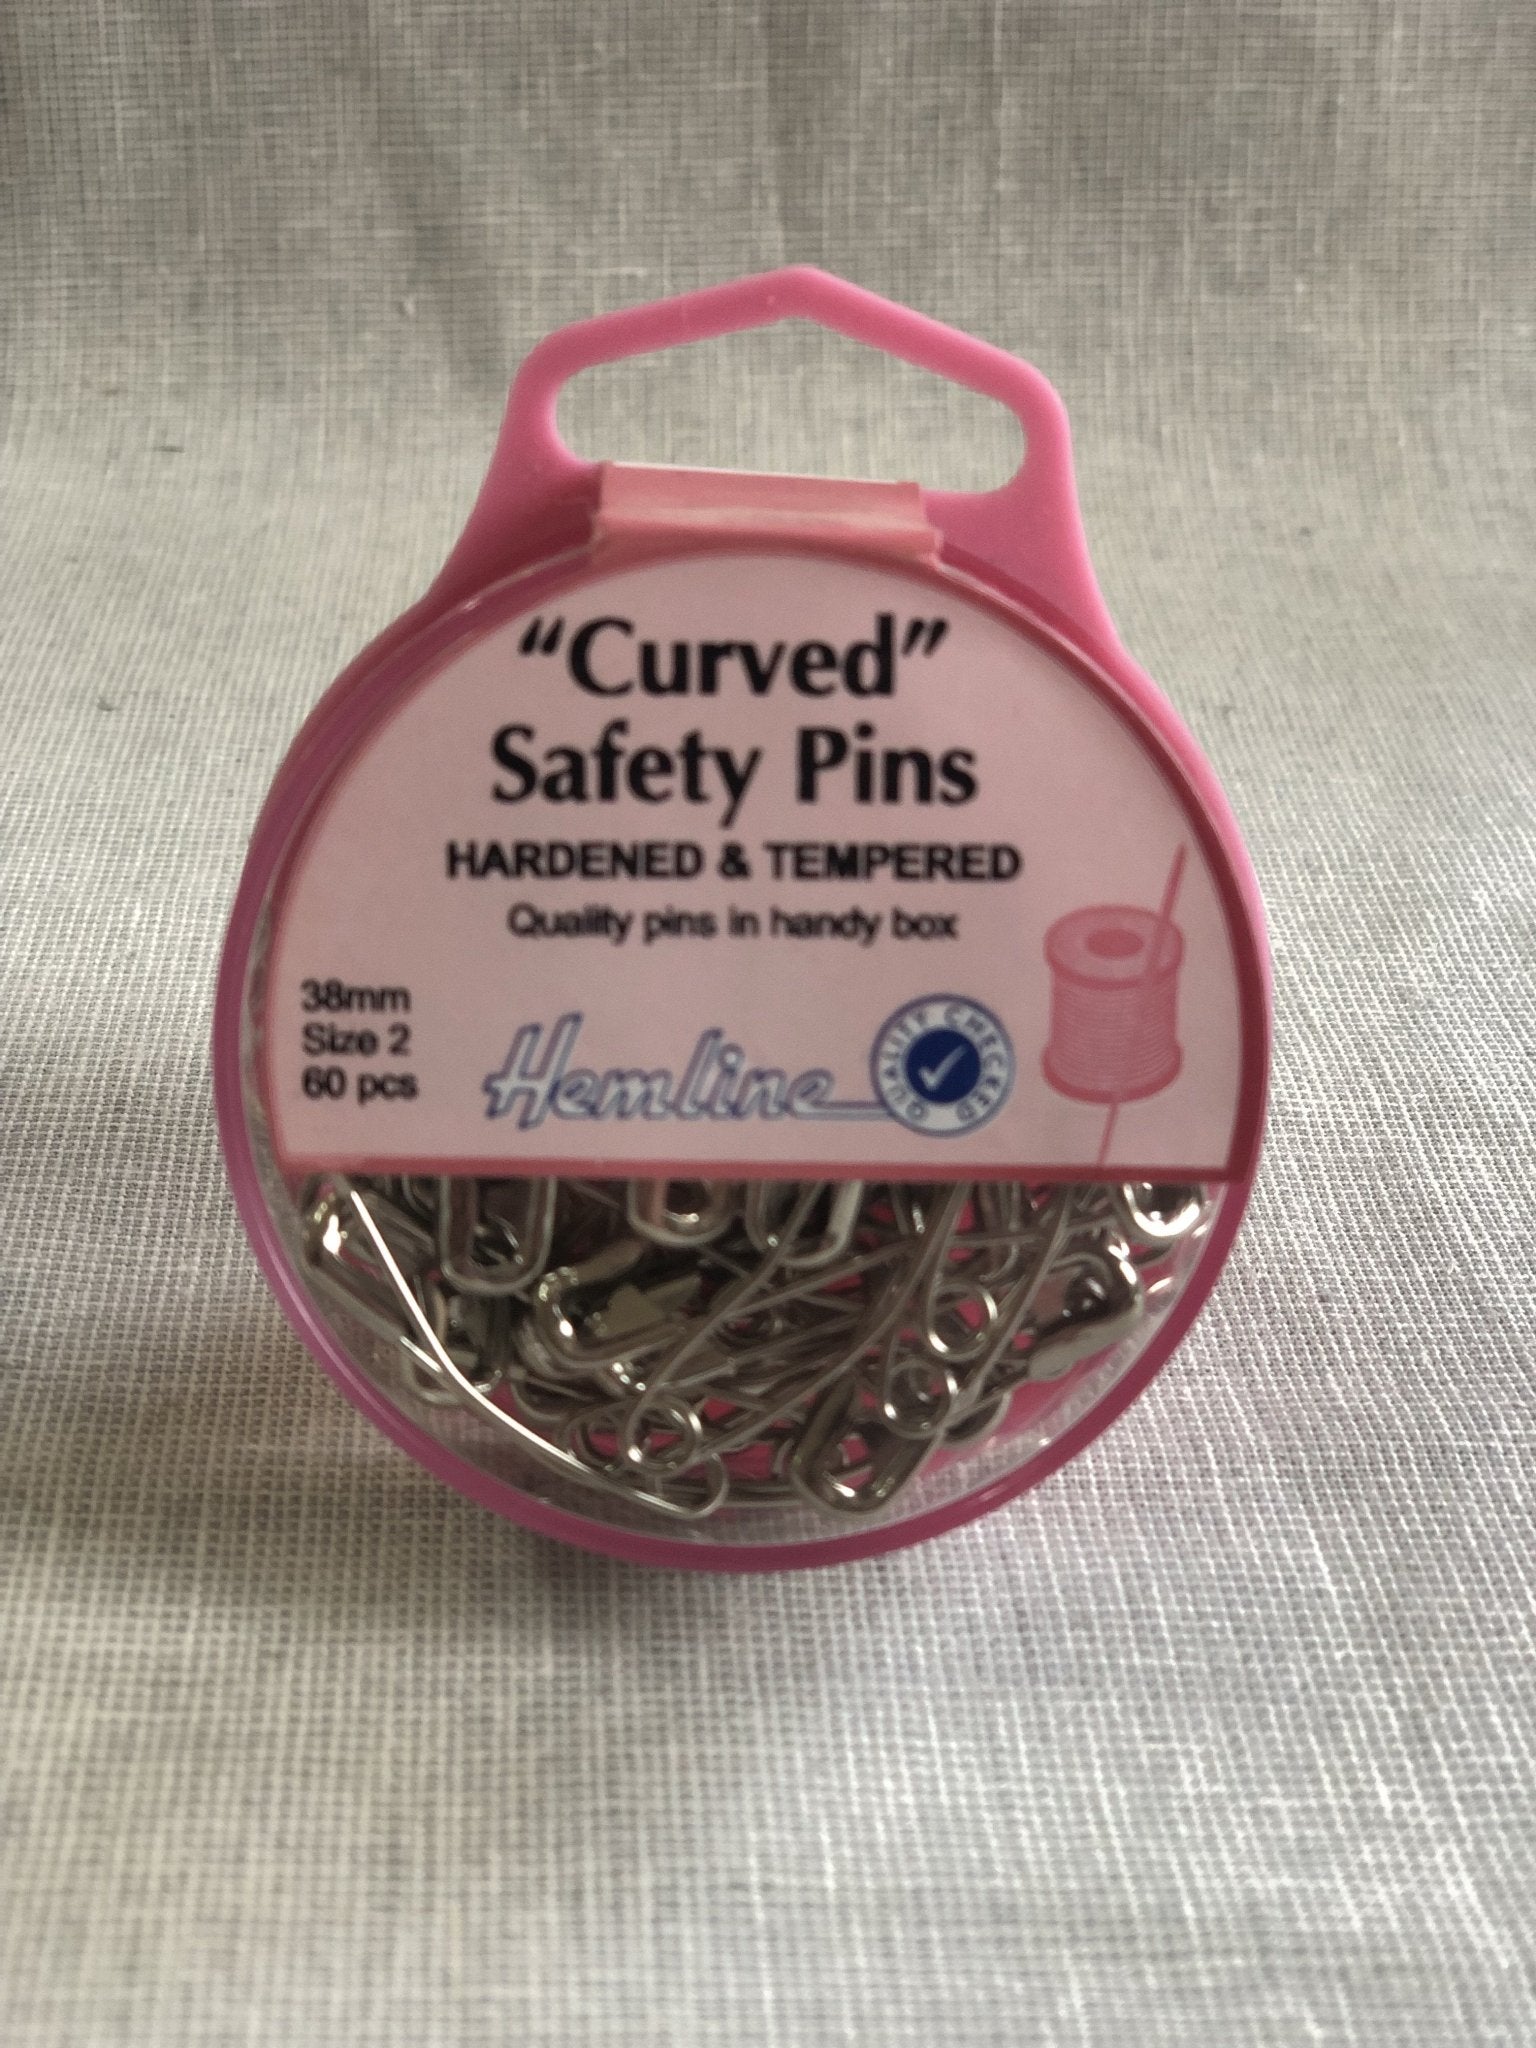 “Curved”
Safety Pins
HARDENED & TEMPERED
Quality pins in handy box
38mm
Size 2
60 pcs
Hemline
QUALITY CHECKED